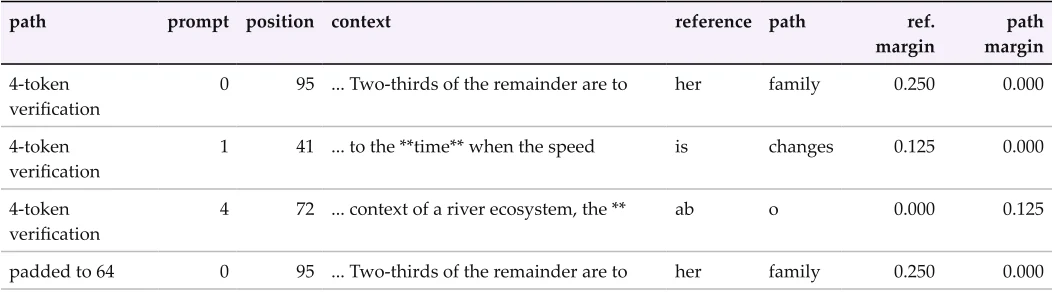 path prompt position context reference path ref. margin path margin
4-token verification 0 95 ... Two-thirds of the remainder are to her family 0.250 0.000
4-token verification 1 41 ... to the **time** when the speed is changes 0.125 0.000
4-token verification 4 72 ... context of a river ecosystem, the ** ab o 0.000 0.125
padded to 64 0 95 ... Two-thirds of the remainder are to her family 0.250 0.000